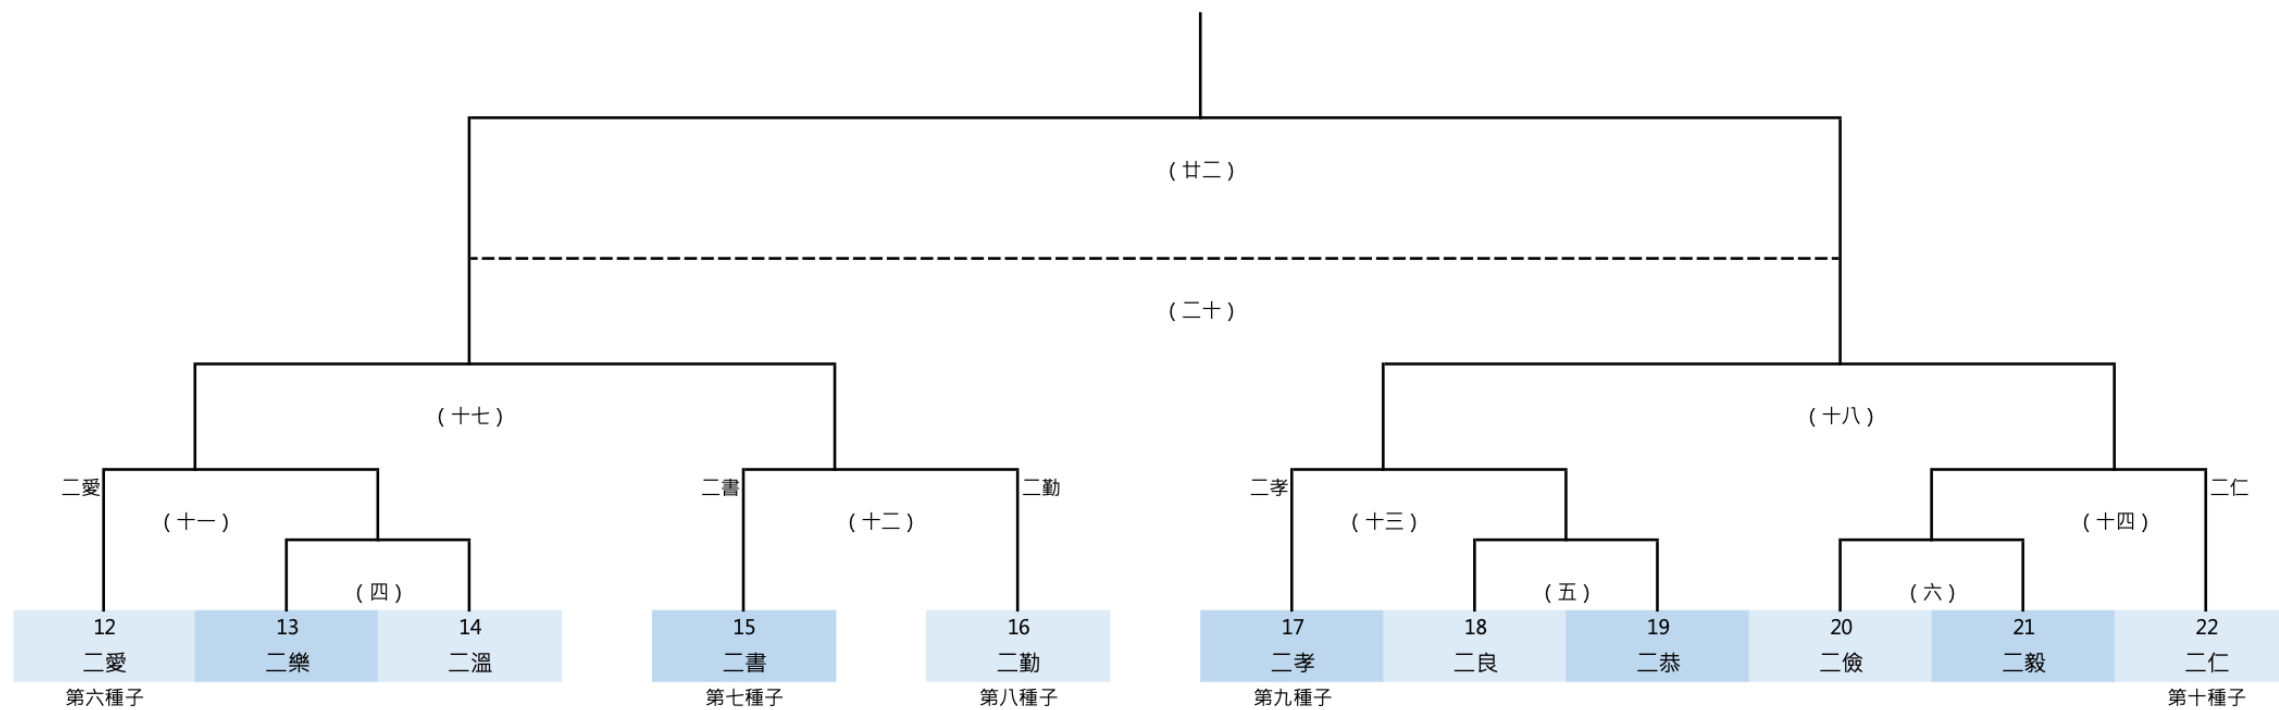 (廿二)
(二十)
(十七)
(十八)
二愛
二書
二勤
二孝
二仁
(十一)
(十二)
(十三)
(十四)
(四)
(五)
(六)
12 13 14 15 16 17 18 19 20 21 22
二愛 二樂 二溫 二書 二勤 二孝 二良 二恭 二儉 二毅 二仁
第六種子 第七種子 第八種子 第九種子 第十種子